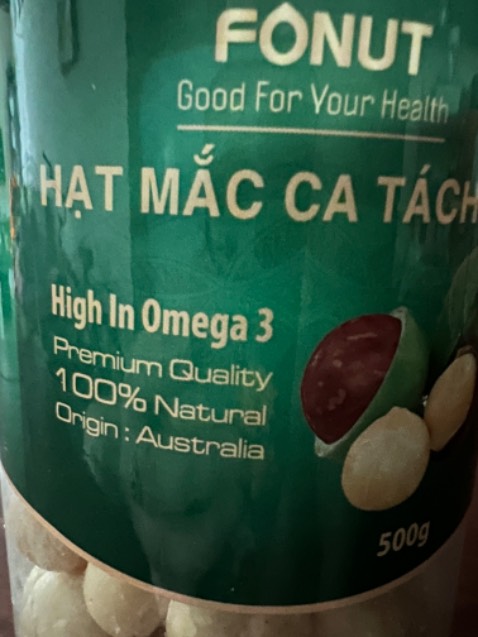 FÔNUT
Good For Your Health
HẠT MẮC CA TÁCH
High In Omega 3
Premium Quality
100% Natural
Origin : Australia
500g